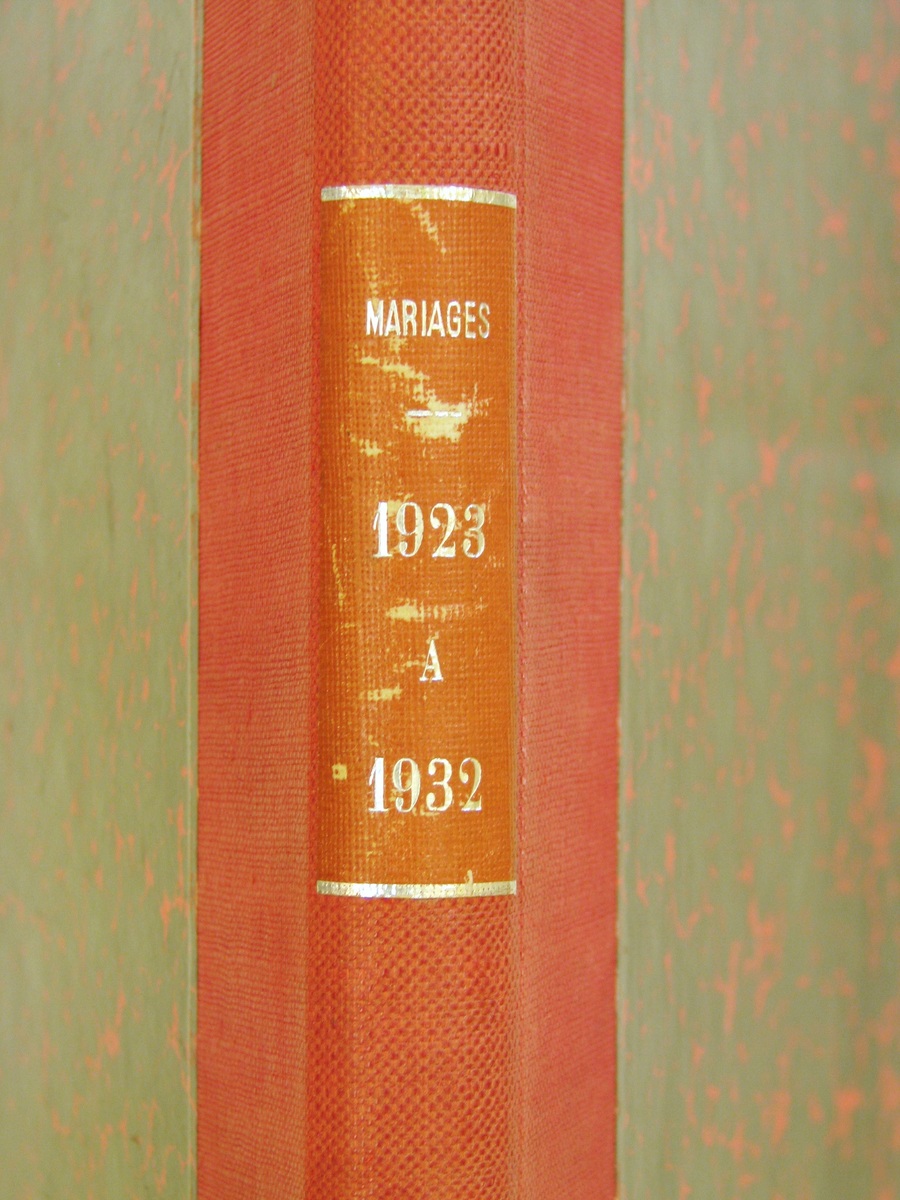 MARIAGES
—
1923
A
1932